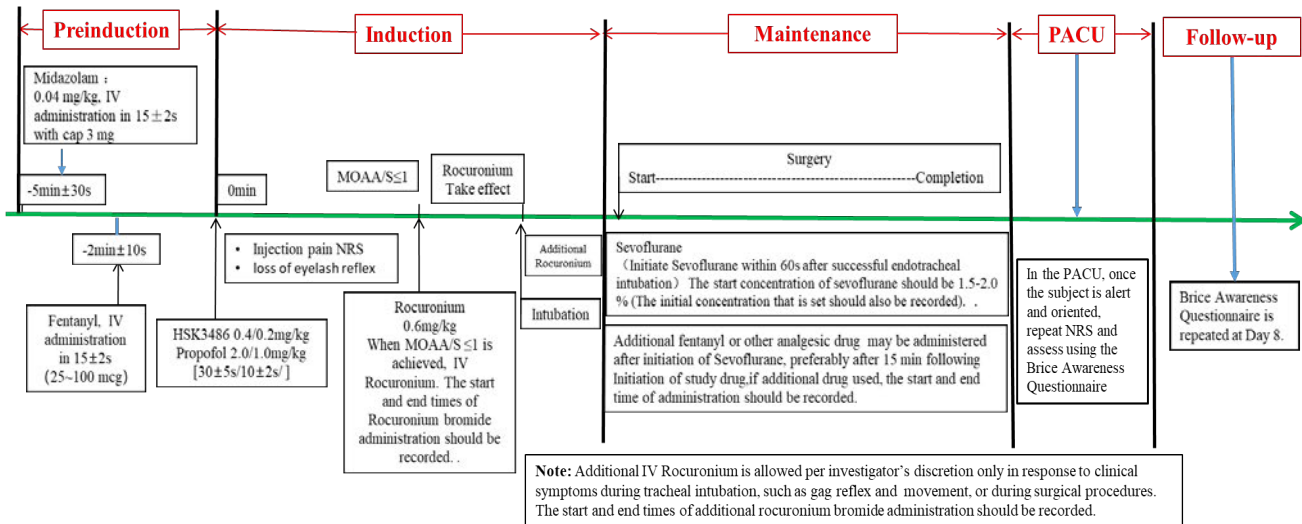 Preinduction
Induction
Maintenance
PACU
Follow-up
Midazolam：
0.04 mg/kg, IV
administration in 15±2s
with cap 3 mg
-5min±30s
0min
MOAA/S≦1
Rocuronium
Take effect
Surgery
Start------------------------------------------------Completion
-2min±10s
• Injection pain NRS
• loss of eyelash reflex
Additional
Rocuronium
Intubation
Fentanyl, IV
administration
in 15±2s
(25~100 mcg)
HSK3486 0.4/0.2mg/kg
Propofol 2.0/1.0mg/kg
[30±5s/10±2s/ ]
Rocuronium
0.6mg/kg
When MOAA/S ≦1 is
achieved, IV
Rocuronium. The start
and end times of
Rocuronium bromide
administration should be
recorded. .
Sevoflurane
（Initiate Sevoflurane within 60s after successful endotracheal
intubation） The start concentration of sevoflurane should be 1.5-2.0
% (The initial concentration that is set should also be recorded). .
Additional fentanyl or other analgesic drug may be administered
after initiation of Sevoflurane, preferably after 15 min following
Initiation of study drug,if additional drug used, the start and end
time of administration should be recorded.
In the PACU, once
the subject is alert
and oriented,
repeat NRS and
assess using the
Brice Awareness
Questionnaire
Brice Awareness
Questionnaire is
repeated at Day 8.
Note: Additional IV Rocuronium is allowed per investigator's discretion only in response to clinical
symptoms during tracheal intubation, such as gag reflex and movement, or during surgical procedures.
The start and end times of additional rocuronium bromide administration should be recorded.